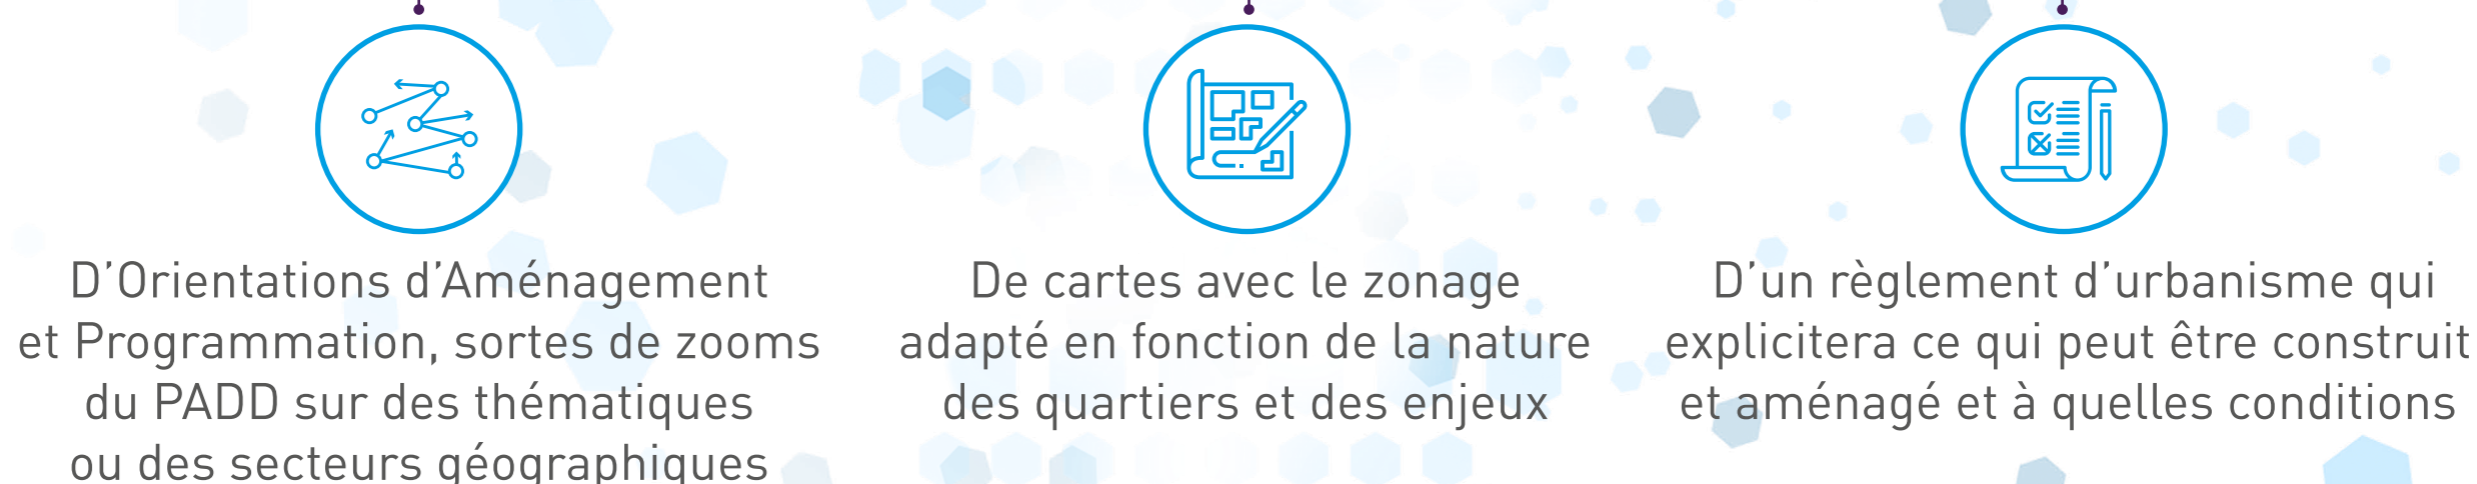 D’Orientations d’Aménagement
et Programmation, sortes de zooms
du PADD sur des thématiques
ou des secteurs géographiques
De cartes avec le zonage
adapté en fonction de la nature
des quartiers et des enjeux
D’un règlement d’urbanisme qui
explicitera ce qui peut être construit
et aménagé et à quelles conditions